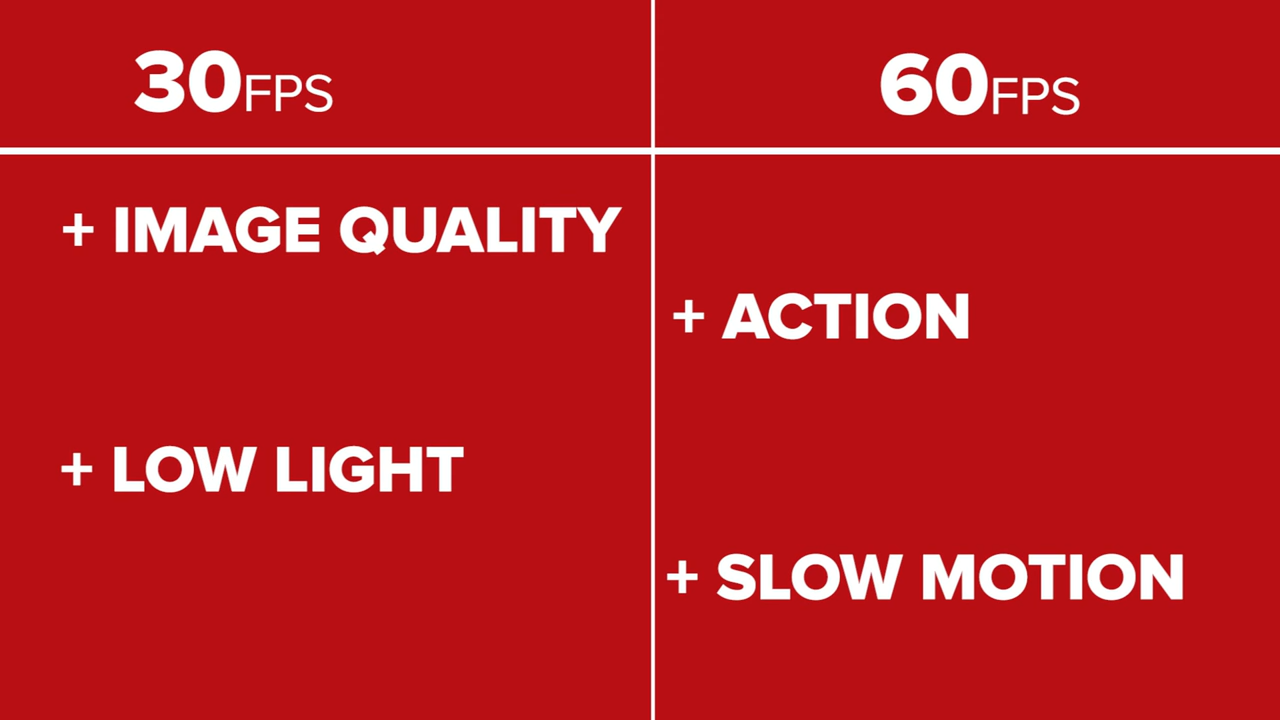 30FPS
60FPS
+ IMAGE QUALITY
+ ACTION
+ LOW LIGHT
+ SLOW MOTION